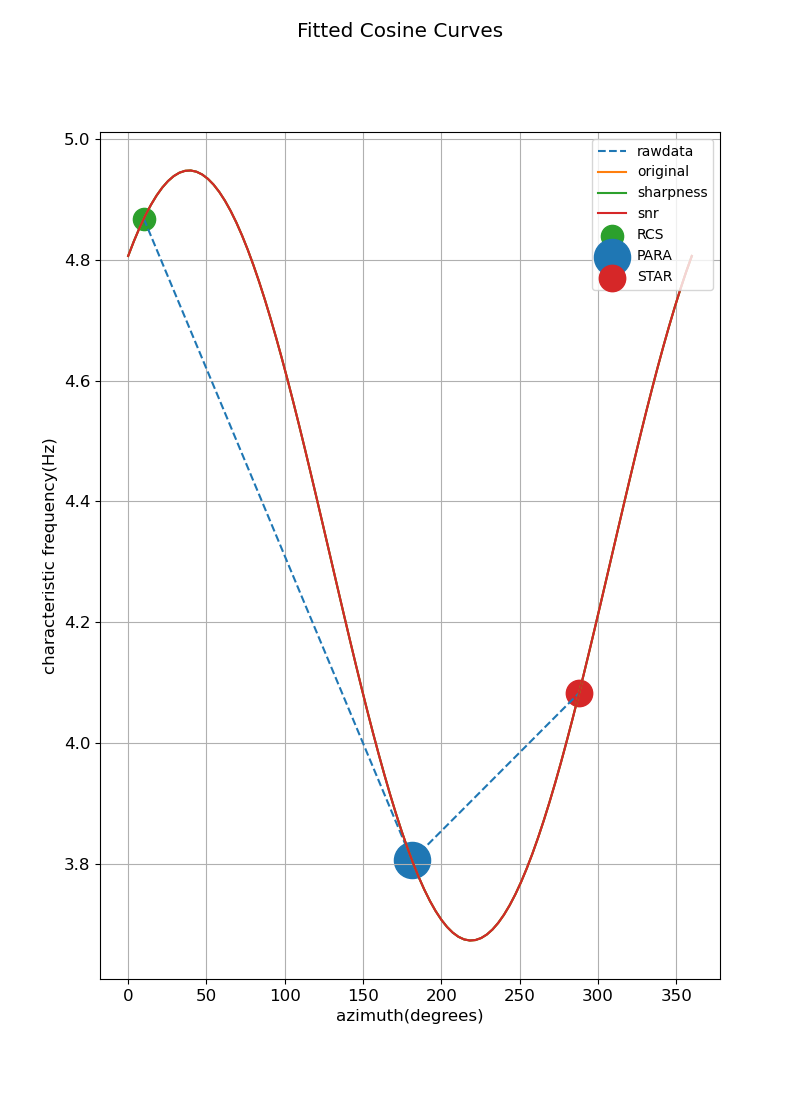 Fitted Cosine Curves
5.0
4.8
4.6
4.4
4.2
4.0
3.8
characteristic frequency(Hz)
rawdata
original
sharpness
snr
RCS
PARA
STAR
0 50 100 150 200 250 300 350
azimuth(degrees)